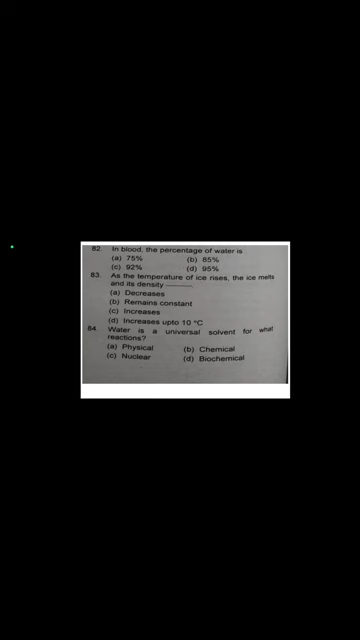 82. In blood, the percentage of water is
(a) 75% (b) 85%
(c) 92% (d) 95%
83. As the temperature of ice rises, the ice melts
and its density ______
(a) Decreases
(b) Remains constant
(c) Increases
(d) Increases upto 10 °C
84. Water is a universal solvent for what
reactions?
(a) Physical (b) Chemical
(c) Nuclear (d) Biochemical